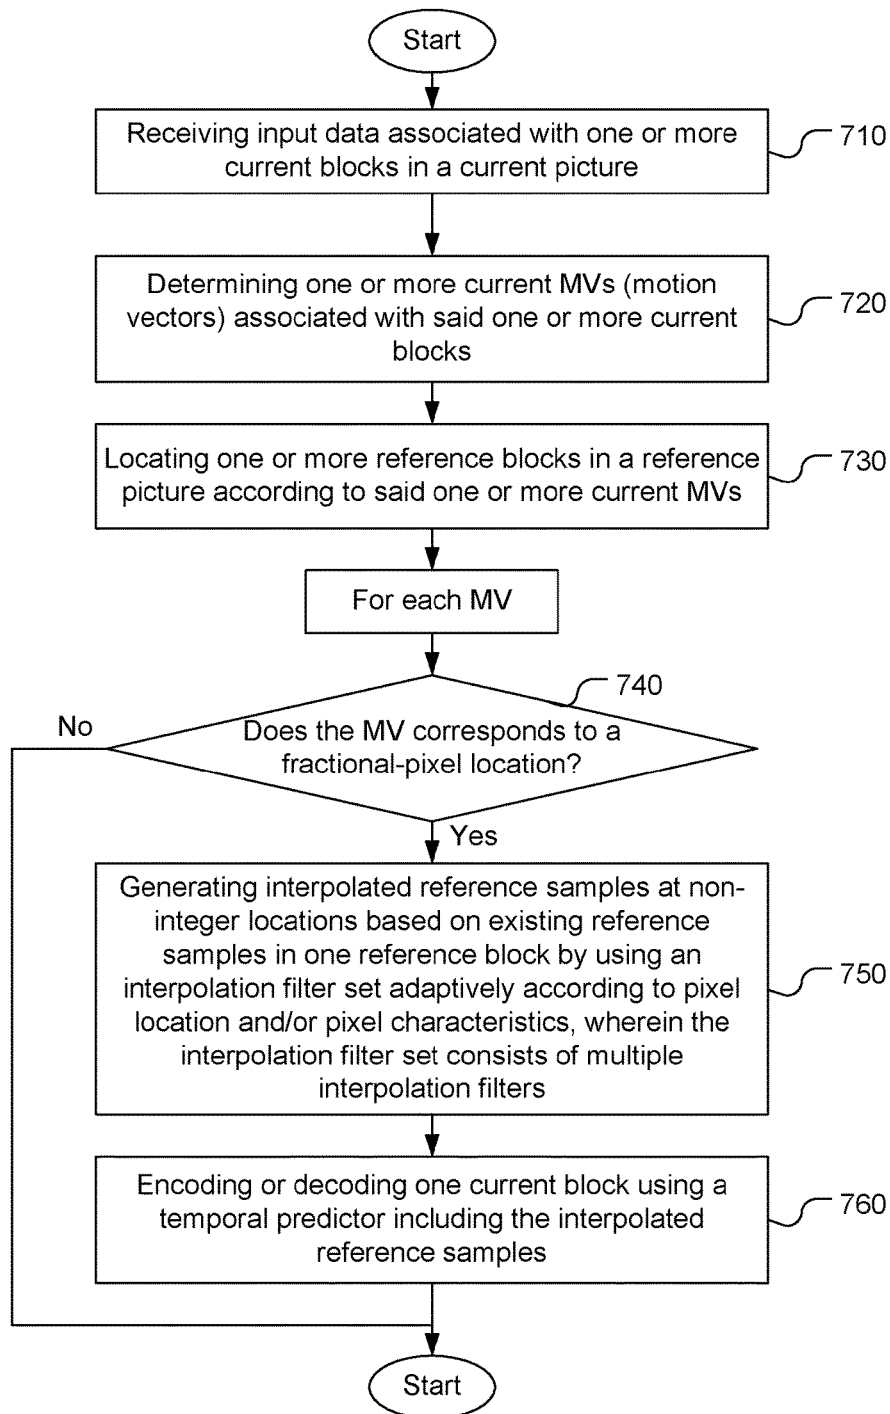 Start
Receiving input data associated with one or more
current blocks in a current picture
710
Determining one or more current MVs (motion
vectors) associated with said one or more current
blocks
720
Locating one or more reference blocks in a reference
picture according to said one or more current MVs
730
For each MV
740
No
Does the MV corresponds to a
fractional-pixel location?
Yes
Generating interpolated reference samples at non-
integer locations based on existing reference
samples in one reference block by using an
interpolation filter set adaptively according to pixel
location and/or pixel characteristics, wherein the
interpolation filter set consists of multiple
interpolation filters
750
Encoding or decoding one current block using a
temporal predictor including the interpolated
reference samples
760
Start